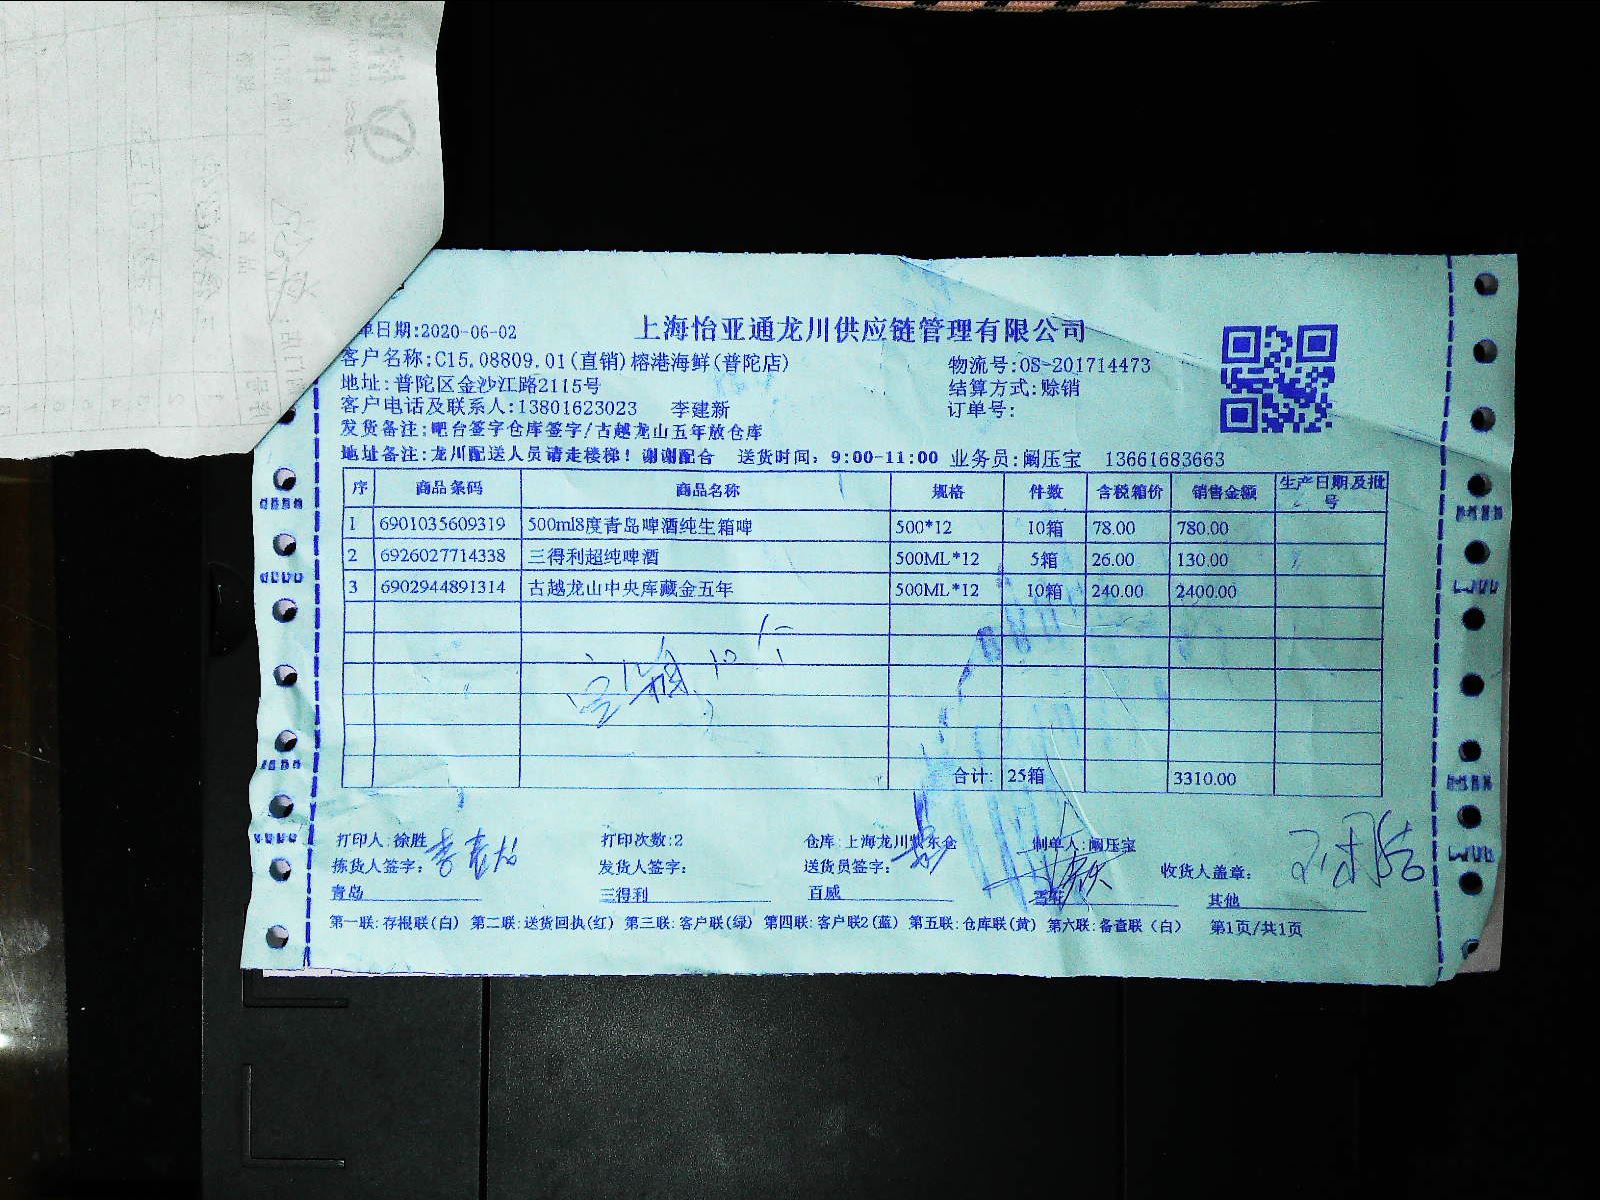 单日期:2020-06-02
上海怡亚通龙川供应链管理有限公司
客户名称:C15.08809.01(直销)榕港海鲜(普陀店)
物流号:OS-201714473
地址:普陀区金沙江路2115号
结算方式:赊销
客户电话及联系人:13801623023 李建新
订单号:
发货备注:吧台签字仓库签字/古越龙山五年放仓库
地址备注:龙川配送人员请走楼梯！谢谢配合 送货时间：9:00-11:00 业务员:阚压宝 13661683663
序 商品条码 商品名称 规格 件数 含税箱价 销售金额 生产日期及批号
1 6901035609319 500ml8度青岛啤酒纯生箱啤 500*12 10箱 78.00 780.00
2 6926027714338 三得利超纯啤酒 500ML*12 5箱 26.00 130.00
3 6902944891314 古越龙山中央库藏金五年 500ML*12 10箱 240.00 2400.00
空箱 10个
合计: 25箱 3310.00
打印人:徐胜 打印次数:2 仓库:上海龙川 东仓 制单人:阚压宝
拣货人签字: 发货人签字: 送货员签字: 收货人盖章:
青岛 三得利 百威 雪花 其他
第一联:存根联(白) 第二联:送货回执(红) 第三联:客户联(绿) 第四联:客户联2(蓝) 第五联:仓库联(黄) 第六联:备查联（白） 第1页/共1页